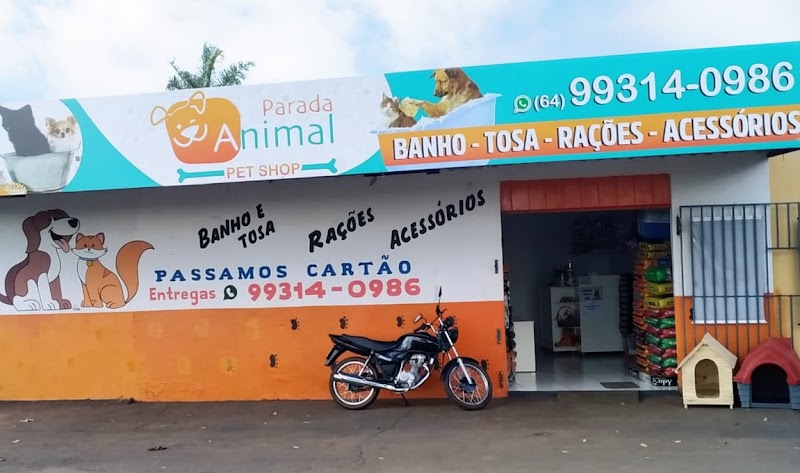 Parada
Animal
PET SHOP
(64) 99314-0986
BANHO - TOSA - RAÇÕES - ACESSÓRIOS
BANHO E
TOSA
RAÇÕES
ACESSÓRIOS
PASSAMOS CARTÃO
Entregas 99314-0986